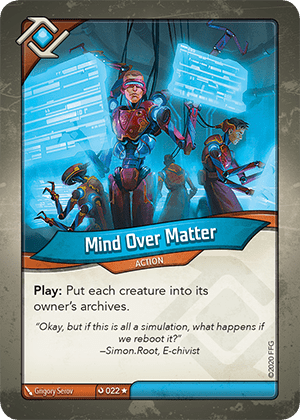 Mind Over Matter
ACTION
Play: Put each creature into its
owner's archives.
“Okay, but if this is all a simulation, what happens if
we reboot it?”
–Simon.Root, E-chivist
Grigory Serov
022★
©2020 FFG